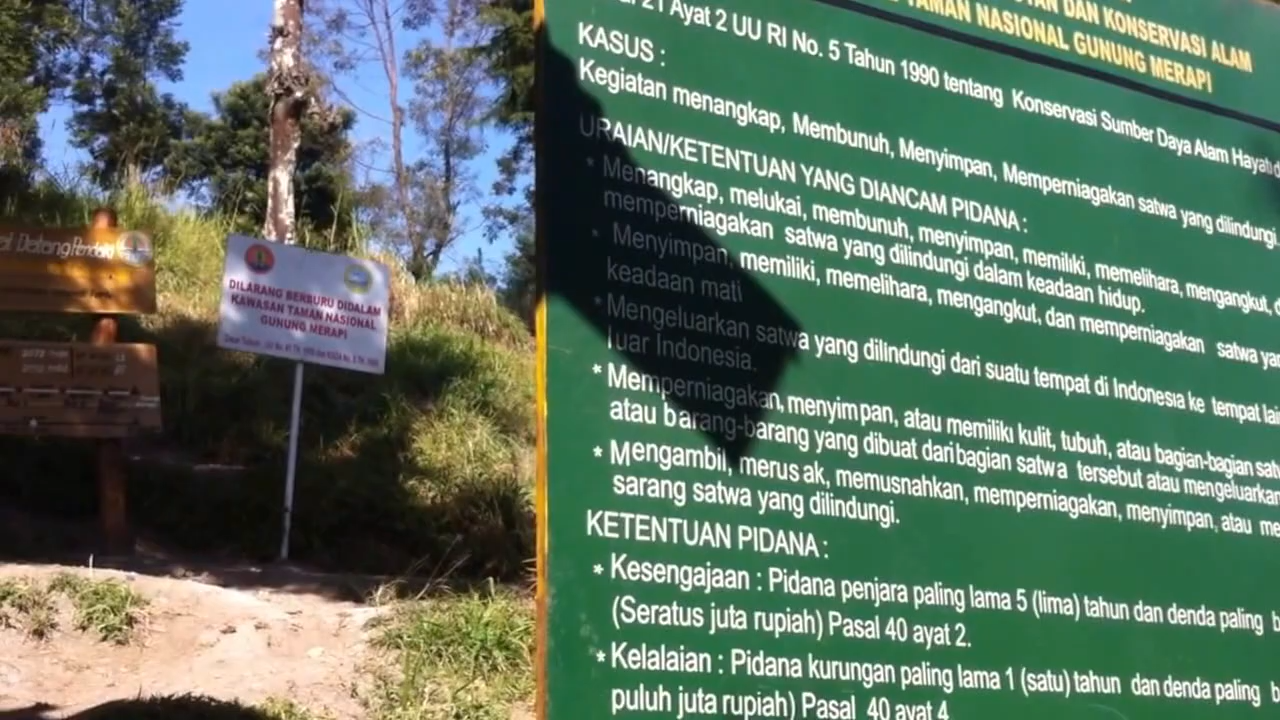 DAN KONSERVASI ALAM
TAMAN NASIONAL GUNUNG MERAPI
21 Ayat 2 UU RI No. 5 Tahun 1990 tentang Konservasi Sumber Daya Alam Hayati
KASUS :
Kegiatan menangkap, Membunuh, Menyimpan, Memperniagakan satwa yang dilindungi
URAIAN/KETENTUAN YANG DIANCAM PIDANA :
* Menangkap, melukai, membunuh, menyimpan, memiliki, memelihara, mengangkut,
memperniagakan satwa yang dilindungi dalam keadaan hidup.
* Menyimpan, memiliki, memelihara, mengangkut, dan memperniagakan satwa
keadaan mati
* Mengeluarkan satwa yang dilindungi dari suatu tempat di Indonesia ke tempat
luar Indonesia.
* Memperniagakan, menyimpan, atau memiliki kulit, tubuh, atau bagian-bagian
atau barang-barang yang dibuat dari bagian satwa tersebut atau mengeluarkan
* Mengambil, merusak, memusnahkan, memperniagakan, menyimpan, atau
sarang satwa yang dilindungi.
KETENTUAN PIDANA :
* Kesengajaan : Pidana penjara paling lama 5 (lima) tahun dan denda paling
(Seratus juta rupiah) Pasal 40 ayat 2.
* Kelalaian : Pidana kurungan paling lama 1 (satu) tahun dan denda paling
puluh juta rupiah) Pasal 40 ayat 4
DILARANG BERBURU DIDALAM
KAWASAN TAMAN NASIONAL
GUNUNG MERAPI
Datang